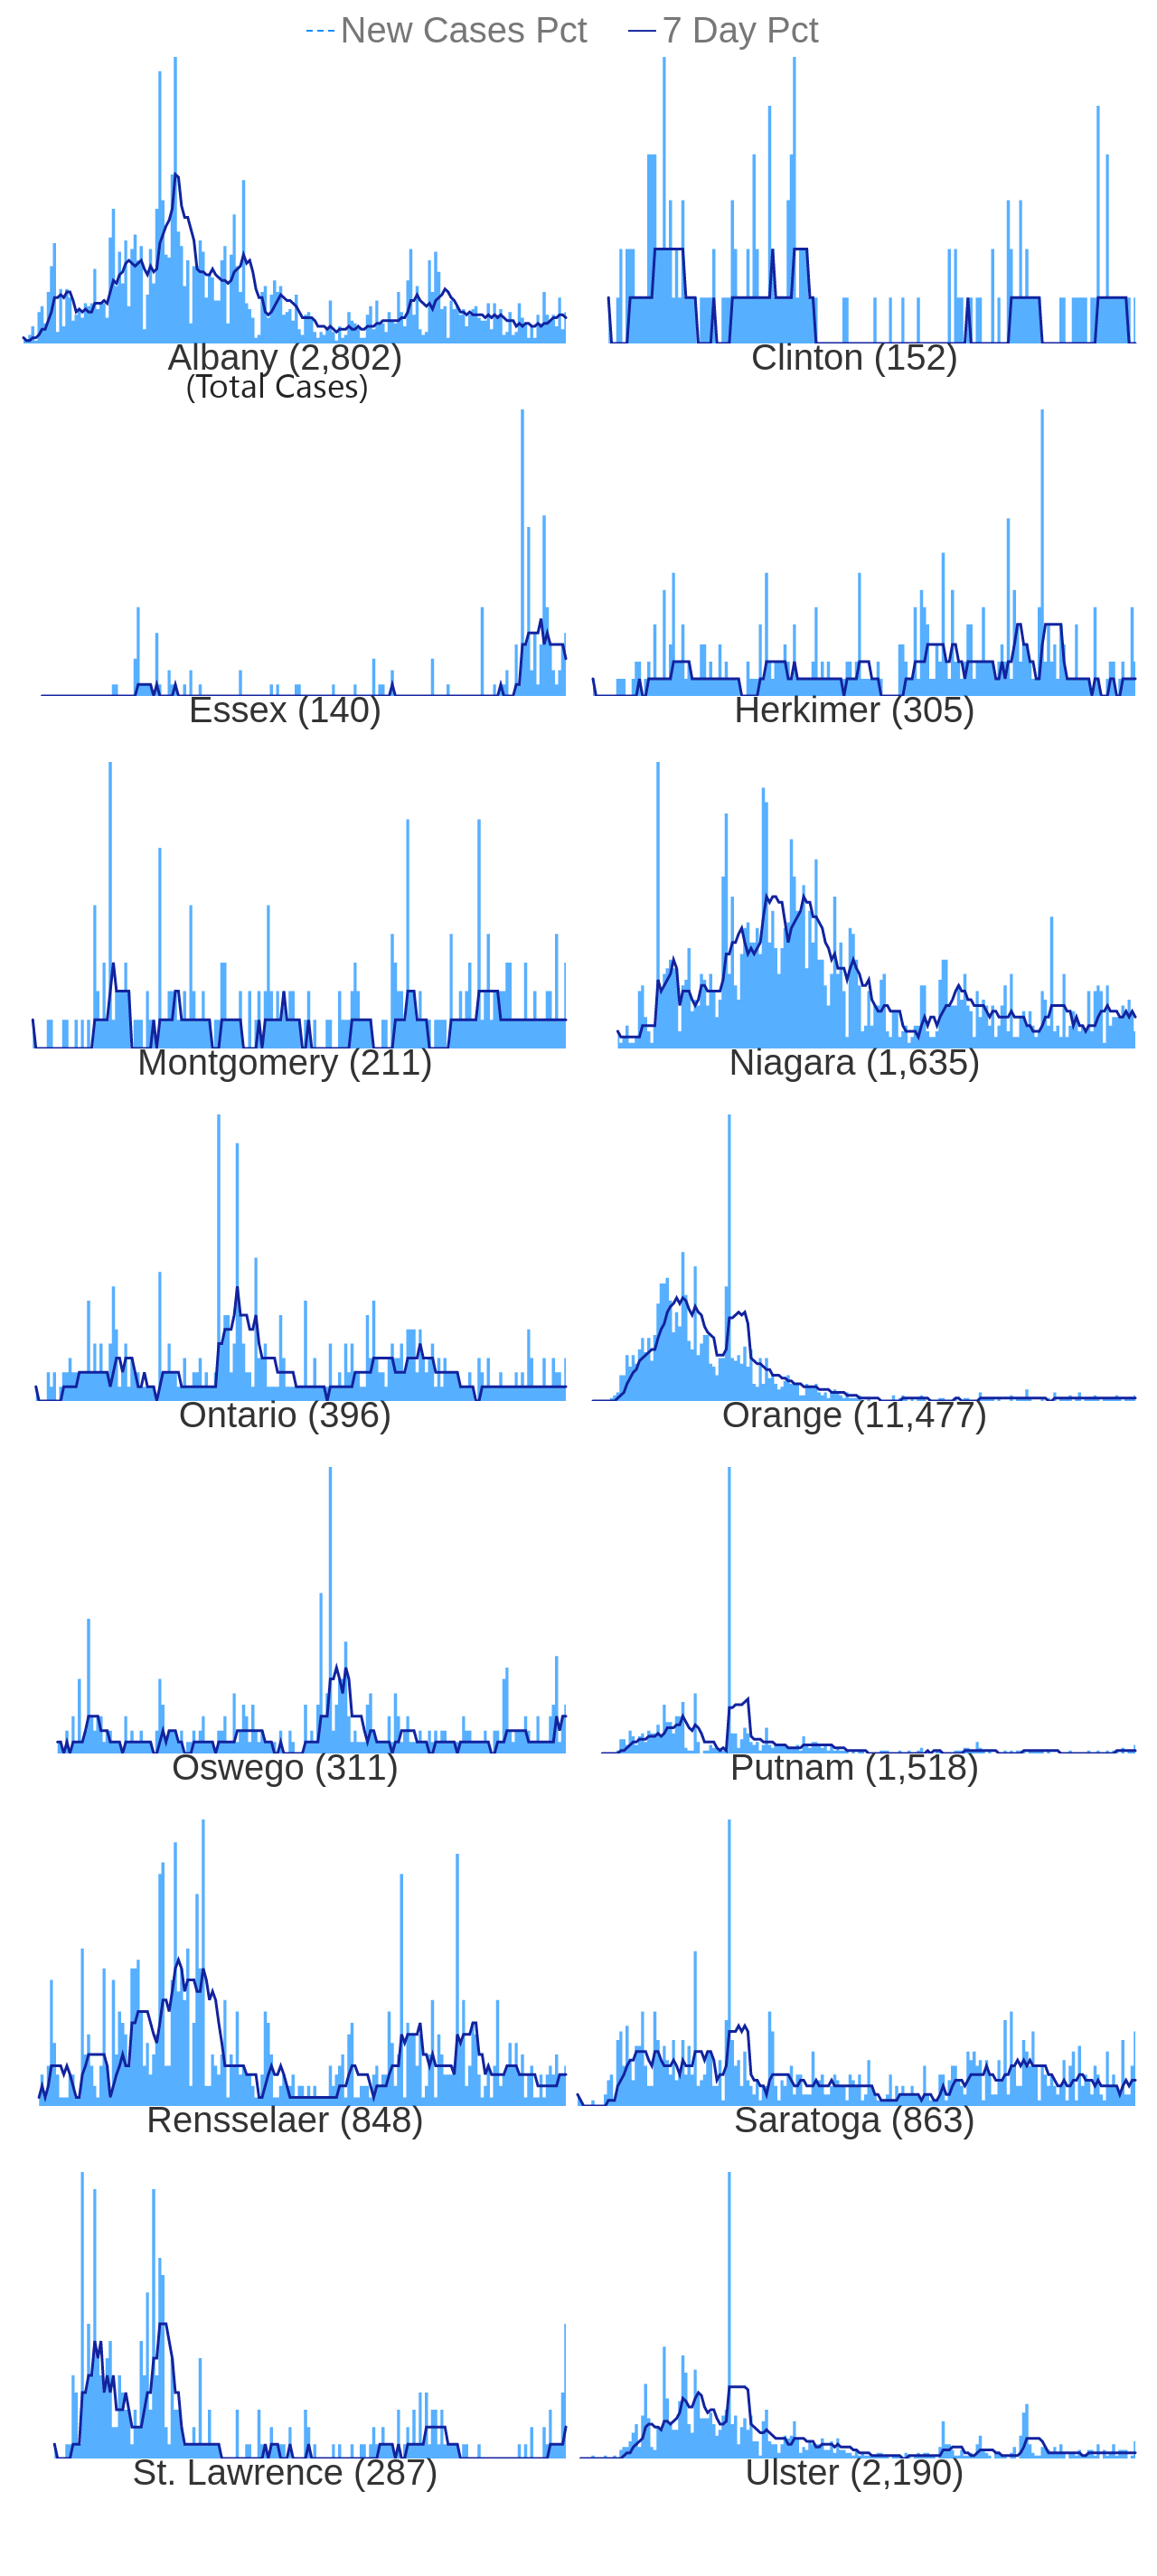 New Cases Pct 7 Day Pct
Albany (2,802) Clinton (152)
(Total Cases)
Essex (140) Herkimer (305)
Montgomery (211) Niagara (1,635)
Ontario (396) Orange (11,477)
Oswego (311) Putnam (1,518)
Rensselaer (848) Saratoga (863)
St. Lawrence (287) Ulster (2,190)